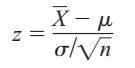 z = (X̄ − μ) / (σ/√n)